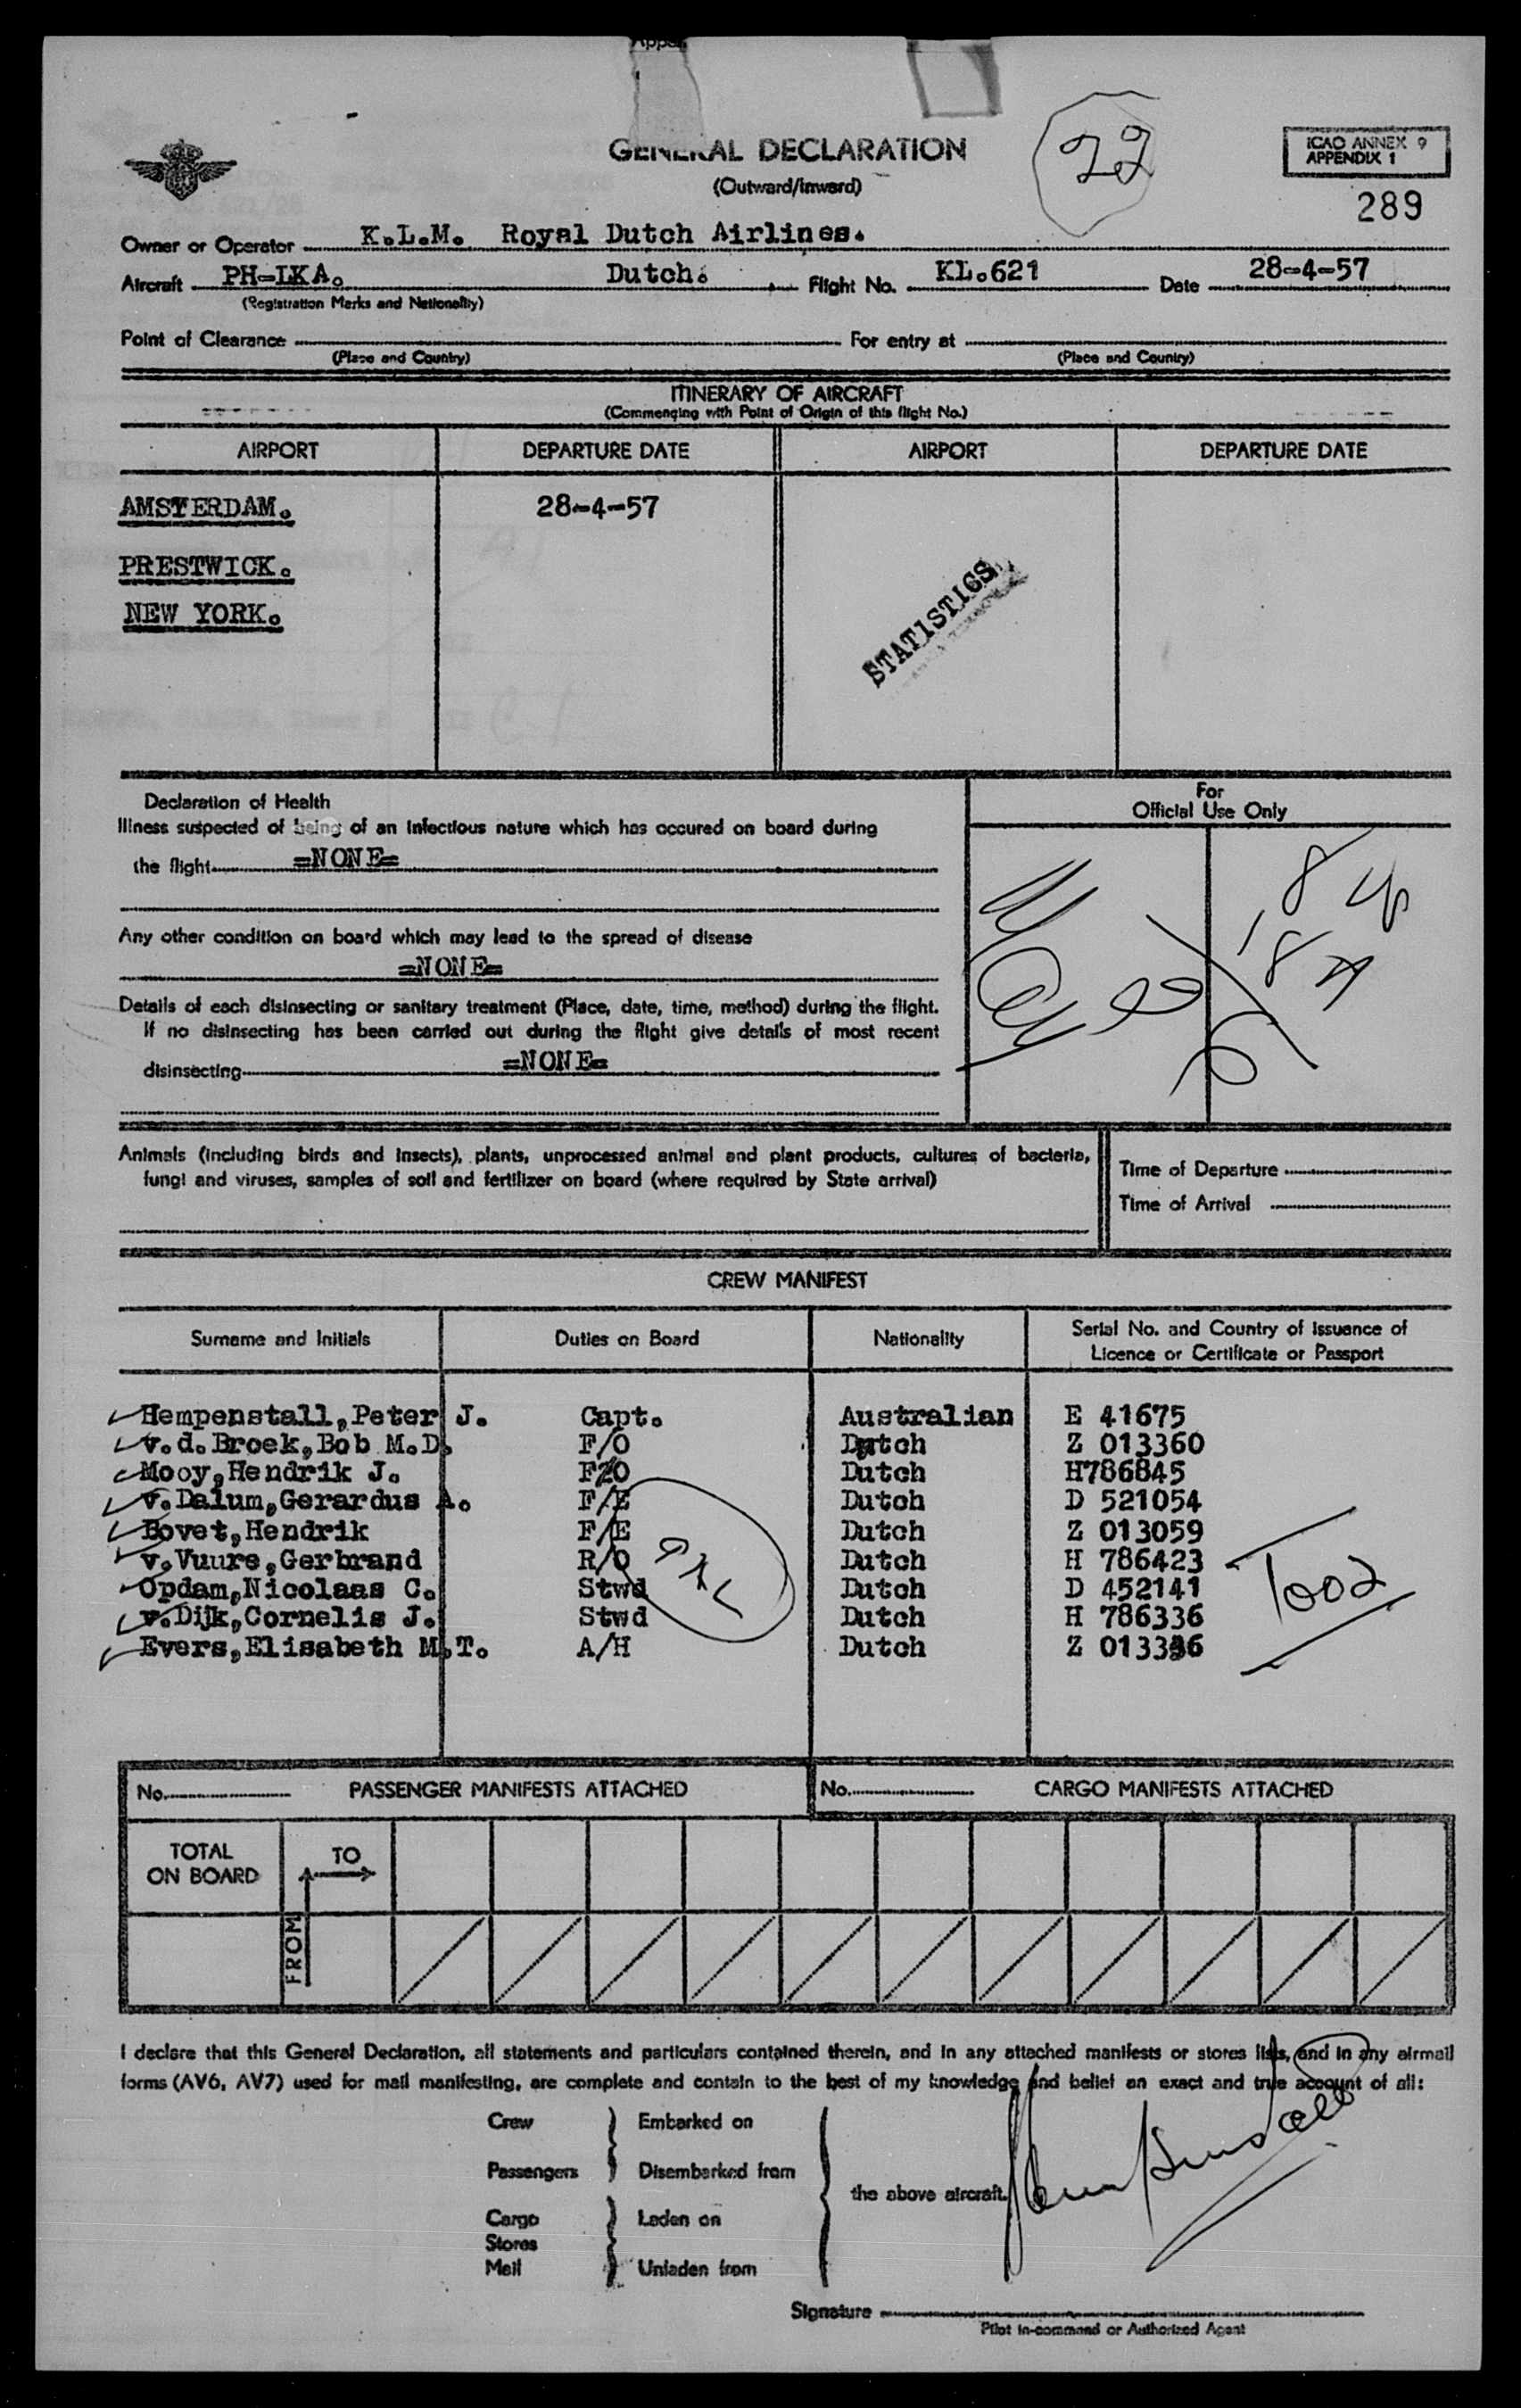 GENERAL DECLARATION
(Outward/Inward)
22
ICAO ANNEX 9
APPENDIX 1
289
Owner or Operator K.L.M. Royal Dutch Airlines.
Aircraft PH-LKA. Dutch. Flight No. KL.621 Date 28-4-57
(Registration Marks and Nationality)
Point of Clearance For entry at
(Place and Country) (Place and Country)
ITINERARY OF AIRCRAFT
(Commencing with Point of Origin of this flight No.)
AIRPORT DEPARTURE DATE AIRPORT DEPARTURE DATE
AMSTERDAM. 28-4-57
PRESTWICK.
NEW YORK.
STATISTICS
Declaration of Health
Illness suspected of being of an infectious nature which has occured on board during
the flight =NONE=
Any other condition on board which may lead to the spread of disease
=NONE=
Details of each disinsecting or sanitary treatment (Place, date, time, method) during the flight.
If no disinsecting has been carried out during the flight give details of most recent
disinsecting =NONE=
For
Official Use Only
Animals (including birds and insects), plants, unprocessed animal and plant products, cultures of bacteria,
fungi and viruses, samples of soil and fertilizer on board (where required by State arrival)
Time of Departure
Time of Arrival
CREW MANIFEST
Surname and Initials Duties on Board Nationality Serial No. and Country of Issuance of
Licence or Certificate or Passport
Hempenstall,Peter J. Capt. Australian E 41675
v.d.Broek,Bob M.D. F/O Dutch Z 013360
Mooy,Hendrik J. F/O Dutch H786845
v.Dalum,Gerardus A. F/E Dutch D 521054
Bovet,Hendrik F/E Dutch Z 013059
v.Vuure,Gerbrand R/O Dutch H 786423
Opdam,Nicolaas C. Stwd Dutch D 452141
v.Dijk,Cornelis J. Stwd Dutch H 786336
Evers,Elisabeth M.T. A/H Dutch Z 013336
1002
No. PASSENGER MANIFESTS ATTACHED No. CARGO MANIFESTS ATTACHED
TOTAL
ON BOARD
TO
FROM
I declare that this General Declaration, all statements and particulars contained therein, and in any attached manifests or stores lists, and in any airmail
forms (AV6, AV7) used for mail manifesting, are complete and contain to the best of my knowledge and belief an exact and true account of all:
Crew Embarked on
Passengers Disembarked from
the above aircraft.
Cargo Laden on
Stores
Mail Unladen from
Signature
Pilot in-command or Authorized Agent